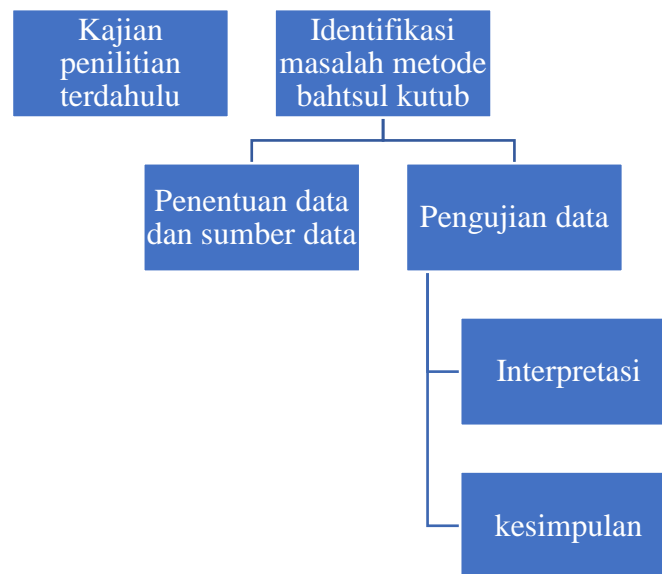 Kajian
penilitian
terdahulu
Identifikasi
masalah metode
bahtsul kutub
Penentuan data
dan sumber data
Pengujian data
Interpretasi
kesimpulan